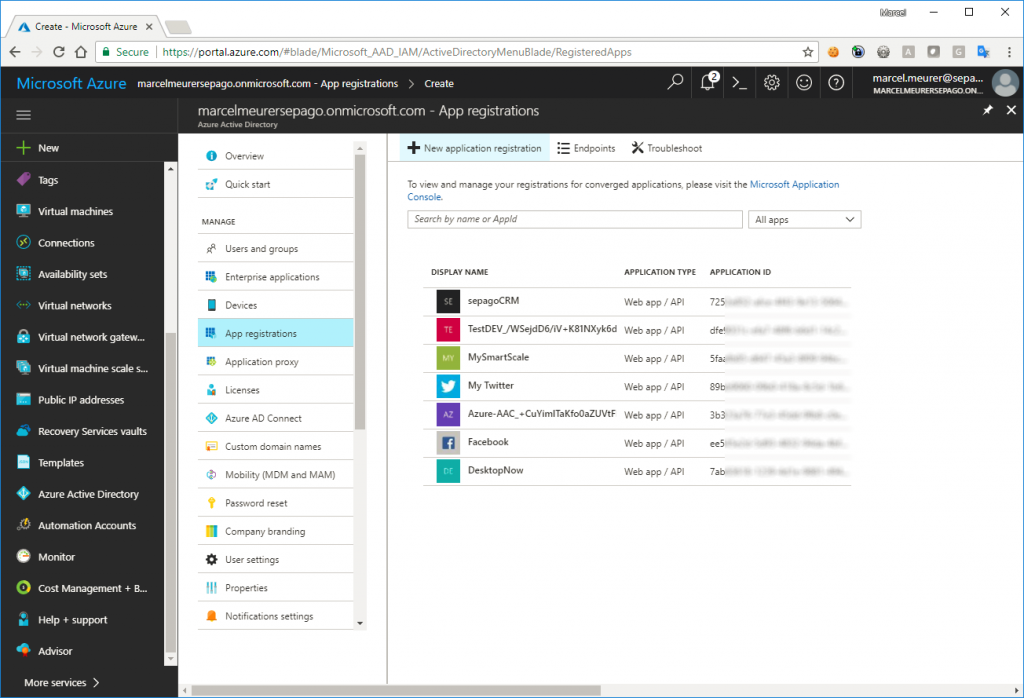 Marcel
Create - Microsoft Azure
Secure
https://portal.azure.com/#blade/Microsoft_AAD_IAM/ActiveDirectoryMenuBlade/RegisteredApps
Microsoft Azure marcelmeurersepago.onmicrosoft.com - App registrations > Create
2
marcel.meurer@sepa...
MARCELMEURERSEPAGO.ON...
marcelmeurersepago.onmicrosoft.com - App registrations
Azure Active Directory
New
Tags
Virtual machines
Connections
Availability sets
Virtual networks
Virtual network gatew...
Virtual machine scale s...
Public IP addresses
Recovery Services vaults
Templates
Azure Active Directory
Automation Accounts
Monitor
Cost Management + B...
Help + support
Advisor
More services >
Overview
Quick start
MANAGE
Users and groups
Enterprise applications
Devices
App registrations
Application proxy
Licenses
Azure AD Connect
Custom domain names
Mobility (MDM and MAM)
Password reset
Company branding
User settings
Properties
Notifications settings
New application registration Endpoints Troubleshoot
To view and manage your registrations for converged applications, please visit the Microsoft Application
Console.
Search by name or AppId All apps
DISPLAY NAME APPLICATION TYPE APPLICATION ID
SE sepagoCRM Web app / API 725
TE TestDEV_/WSejdD6/iV+K81NXyk6d Web app / API dfe
MY MySmartScale Web app / API 5faa
My Twitter Web app / API 89b
AZ Azure-AAC_+CuYimITaKfo0aZUVtF Web app / API 3b3
Facebook Web app / API ee5
DE DesktopNow Web app / API 7ab